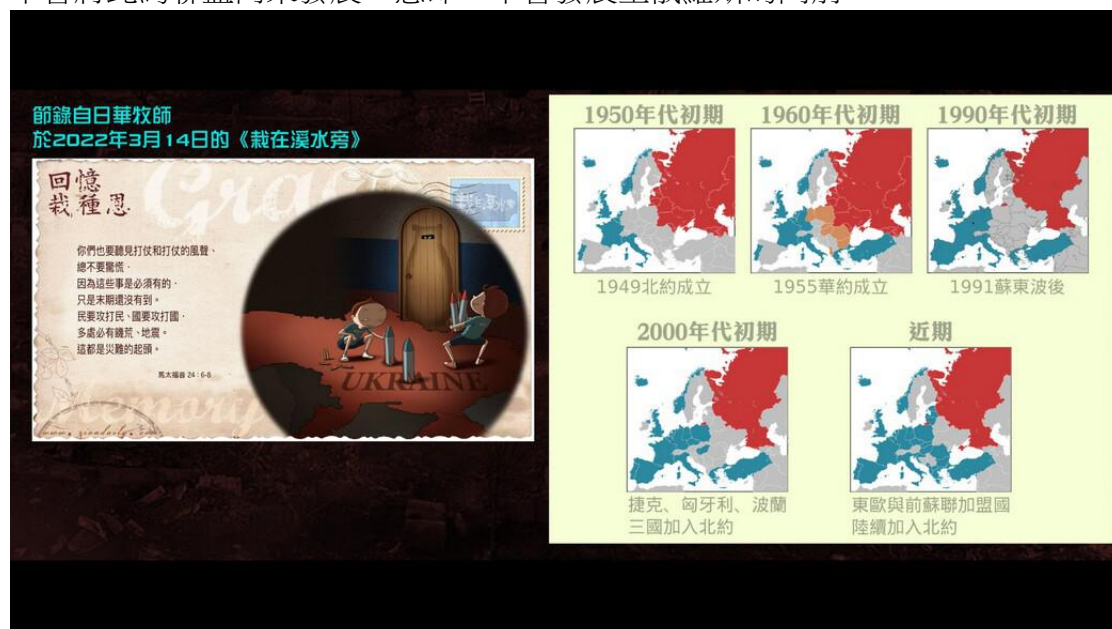 節錄自日華牧師
於2022年3月14日的《栽在溪水旁》
回憶
栽種恩
Grace
你們也要聽見打仗和打仗的風聲、
總不要驚慌．
因為這些事是必須有的．
只是末期還沒有到。
民要攻打民、國要攻打國．
多處必有饑荒、地震。
這都是災難的起頭。
馬太福音 24：6-8
Memory
UKRAINE
1950年代初期
1960年代初期
1990年代初期
1949北約成立
1955華約成立
1991蘇東波後
2000年代初期
近期
捷克、匈牙利、波蘭
三國加入北約
東歐與前蘇聯加盟國
陸續加入北約